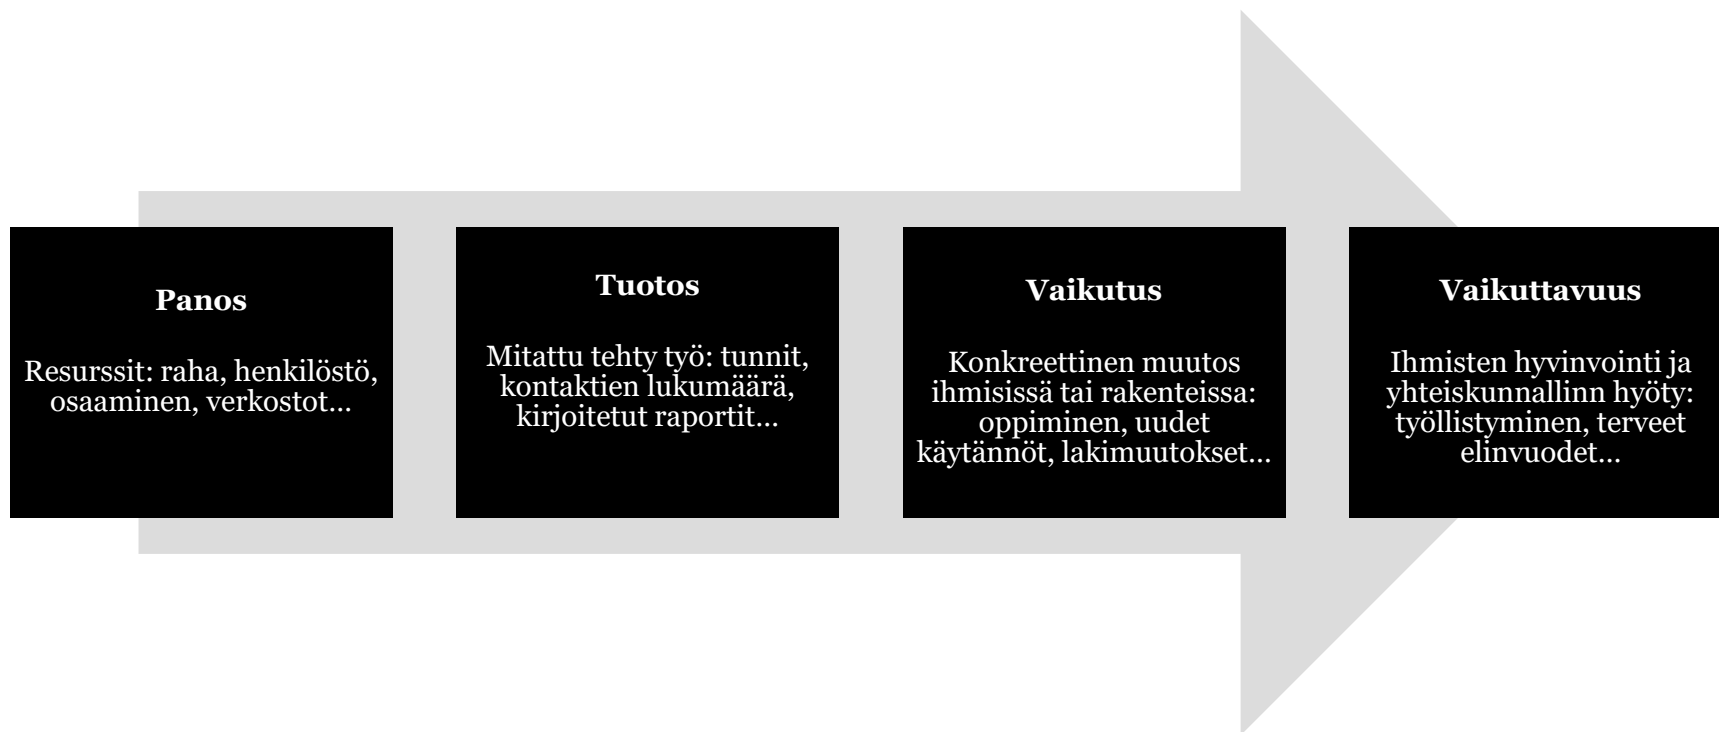 Panos
Resurssit: raha, henkilöstö,
osaaminen, verkostot...
Tuotos
Mitattu tehty työ: tunnit,
kontaktien lukumäärä,
kirjoitetut raportit...
Vaikutus
Konkreettinen muutos
ihmisissä tai rakenteissa:
oppiminen, uudet
käytännöt, lakimuutokset...
Vaikuttavuus
Ihmisten hyvinvointi ja
yhteiskunnallinn hyöty:
työllistyminen, terveet
elinvuodet...